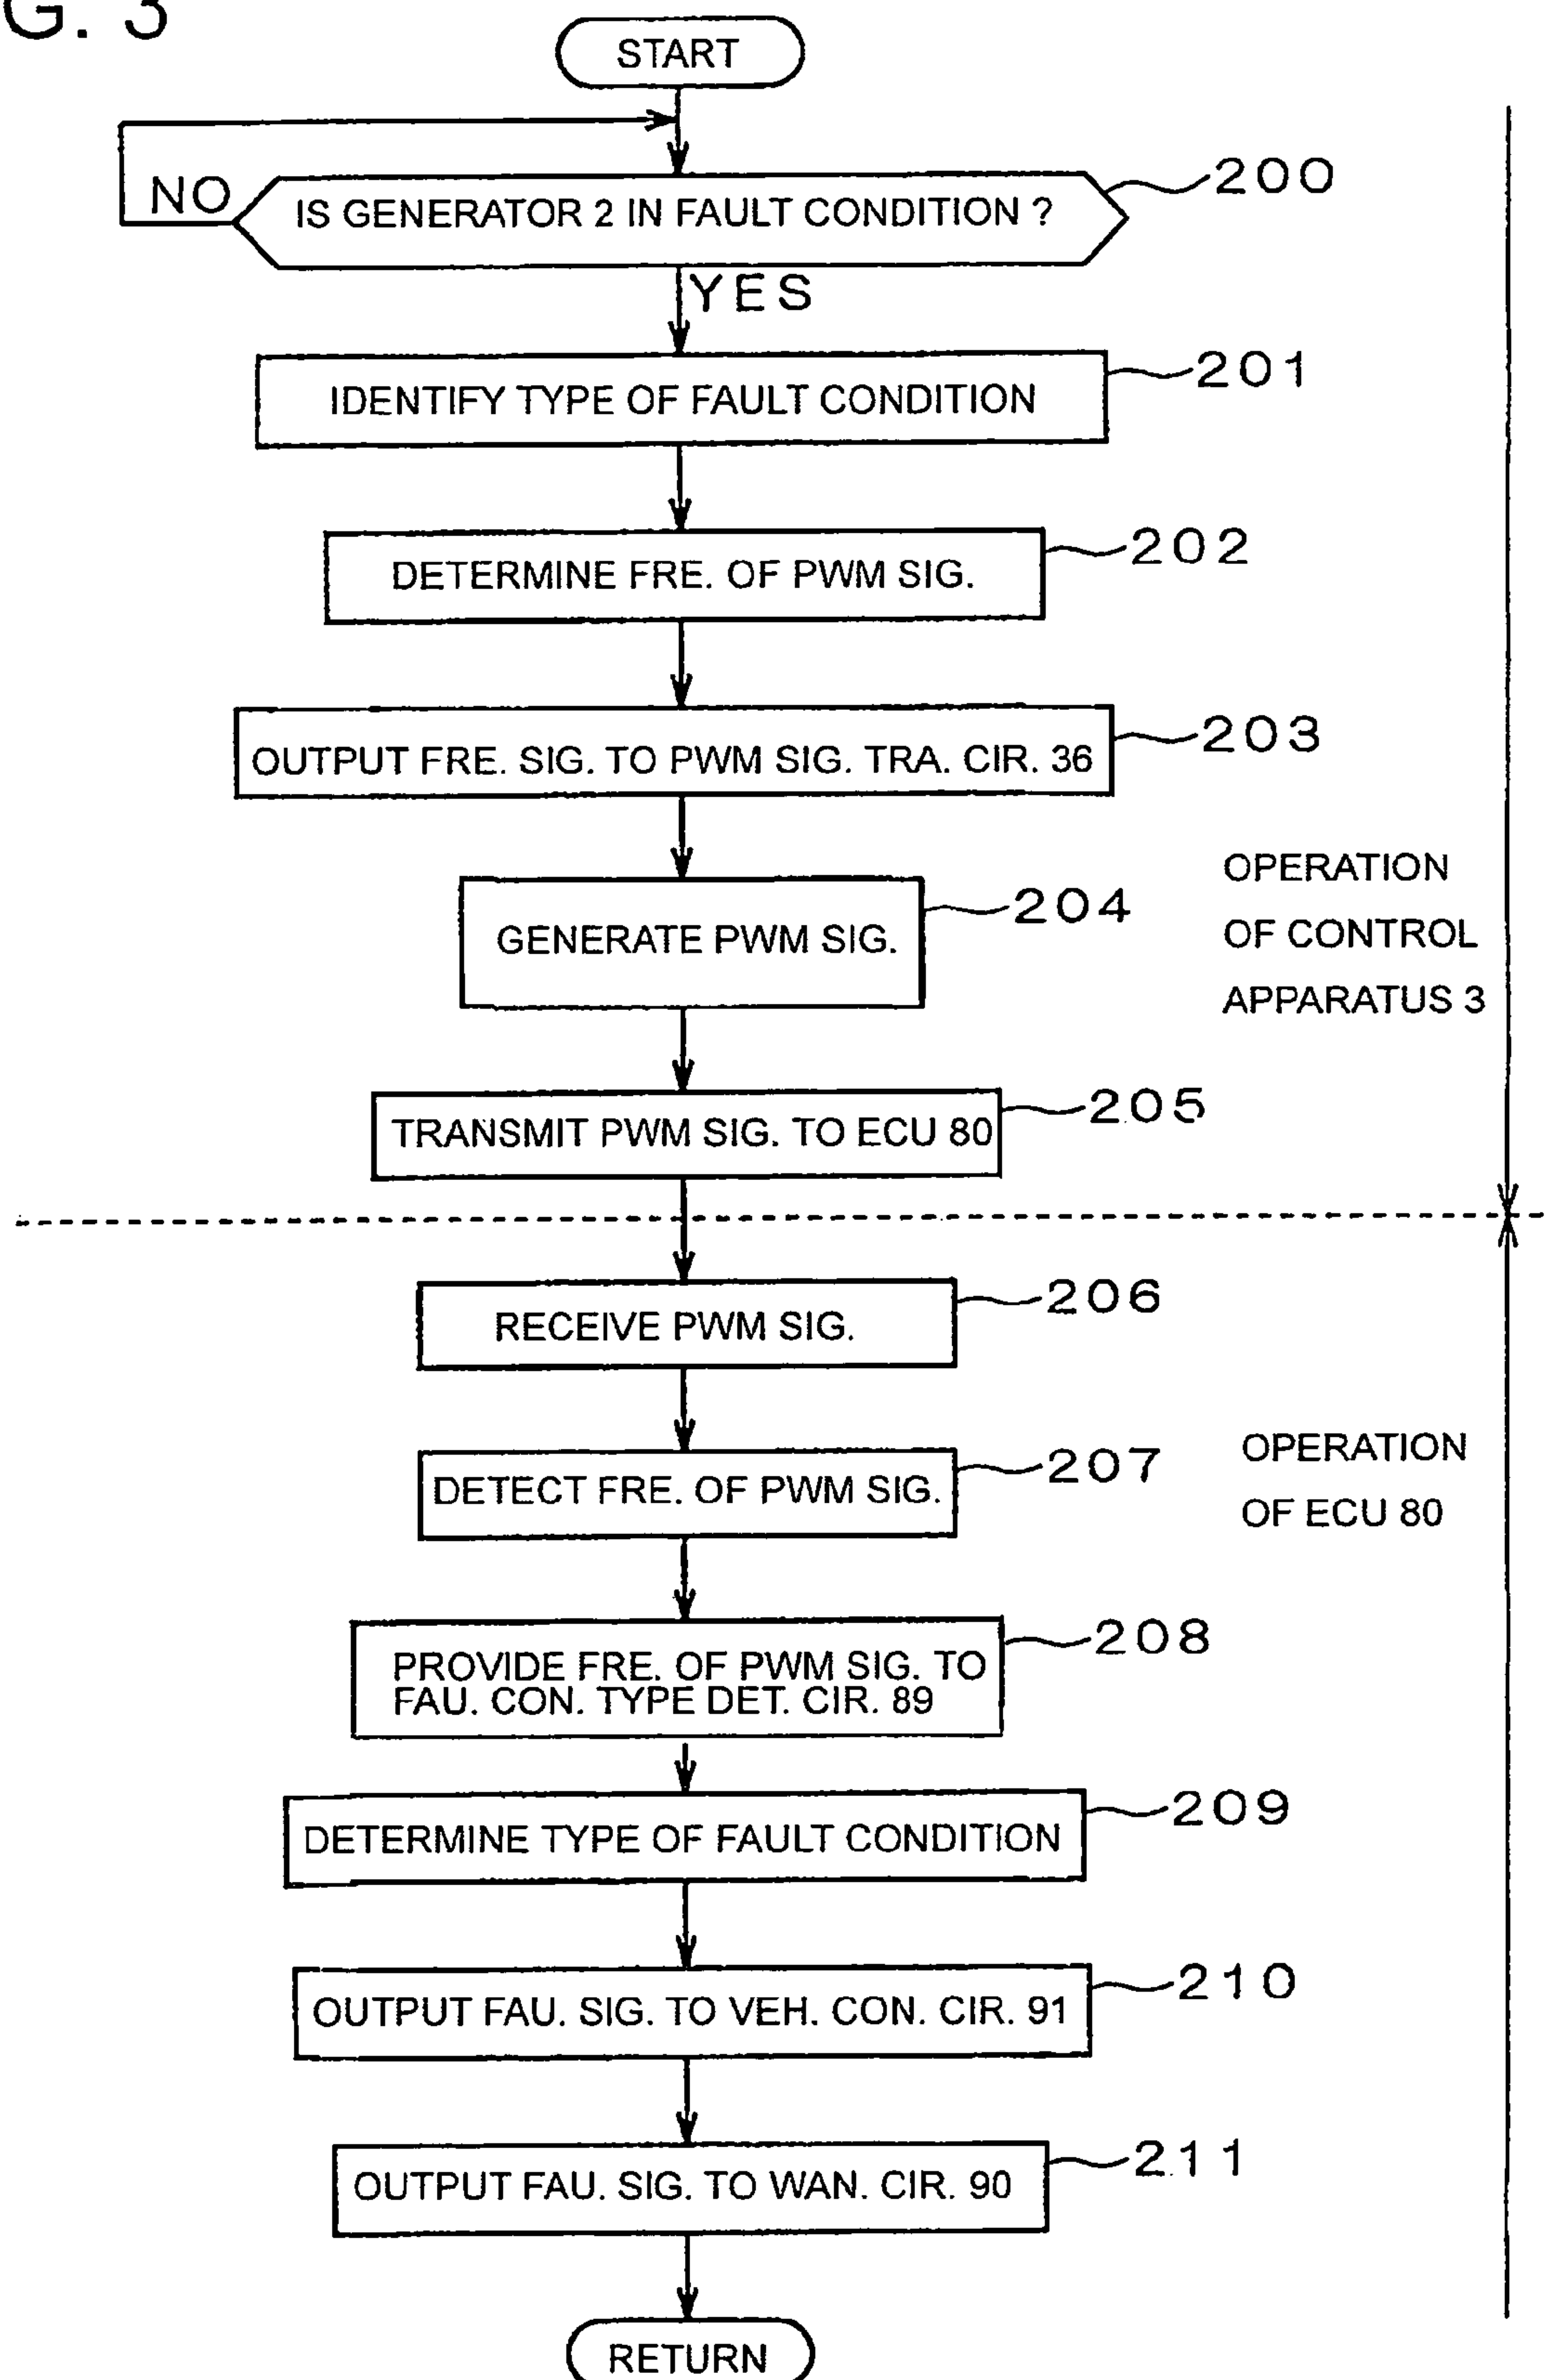 G. 3
START
NO
IS GENERATOR 2 IN FAULT CONDITION ?
200
YES
IDENTIFY TYPE OF FAULT CONDITION
201
DETERMINE FRE. OF PWM SIG.
202
OUTPUT FRE. SIG. TO PWM SIG. TRA. CIR. 36
203
GENERATE PWM SIG.
204
OPERATION
OF CONTROL
APPARATUS 3
TRANSMIT PWM SIG. TO ECU 80
205
RECEIVE PWM SIG.
206
DETECT FRE. OF PWM SIG.
207
OPERATION
OF ECU 80
PROVIDE FRE. OF PWM SIG. TO
FAU. CON. TYPE DET. CIR. 89
208
DETERMINE TYPE OF FAULT CONDITION
209
OUTPUT FAU. SIG. TO VEH. CON. CIR. 91
210
OUTPUT FAU. SIG. TO WAN. CIR. 90
211
RETURN